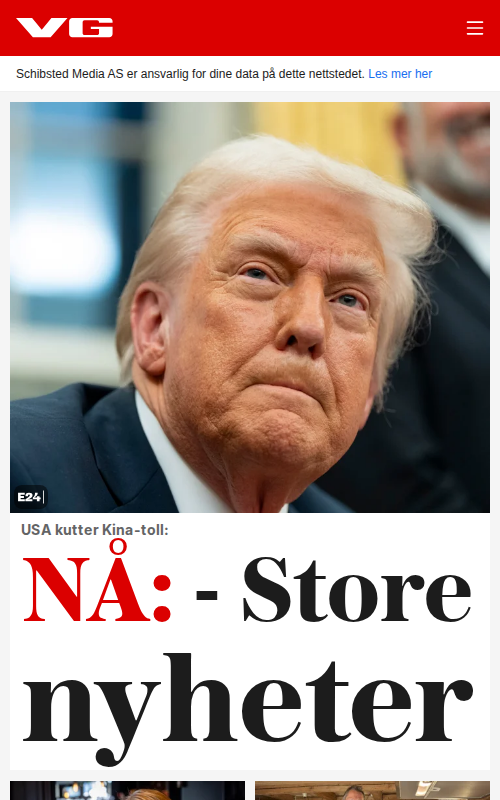 VG
Schibsted Media AS er ansvarlig for dine data på dette nettstedet. Les mer her
E24
USA kutter Kina-toll:
NÅ: - Store
nyheter